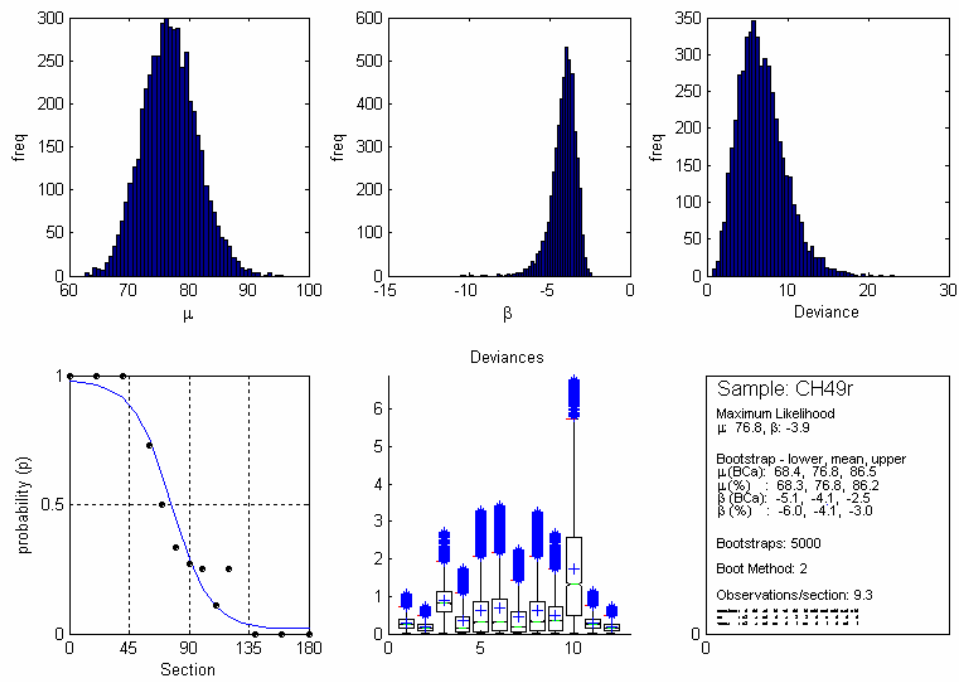 300
250
200
150
100
50
0
freq
60 70 80 90 100
μ
600
500
400
300
200
100
0
freq
-15 -10 -5 0
β
350
300
250
200
150
100
50
0
freq
0 10 20 30
Deviance
1
0.5
0
probability (p)
0 45 90 135 180
Section
Deviances
6
5
4
3
2
1
0
0 5 10
Sample: CH49r
Maximum Likelihood
μ: 76.8, β: -3.9
Bootstrap - lower, mean, upper
μ(BCa): 68.4, 76.8, 86.5
μ(%) : 68.3, 76.8, 86.2
β (BCa): -5.1, -4.1, -2.5
β (%) : -6.0, -4.1, -3.0
Bootstraps: 5000
Boot Method: 2
Observations/section: 9.3
0
0